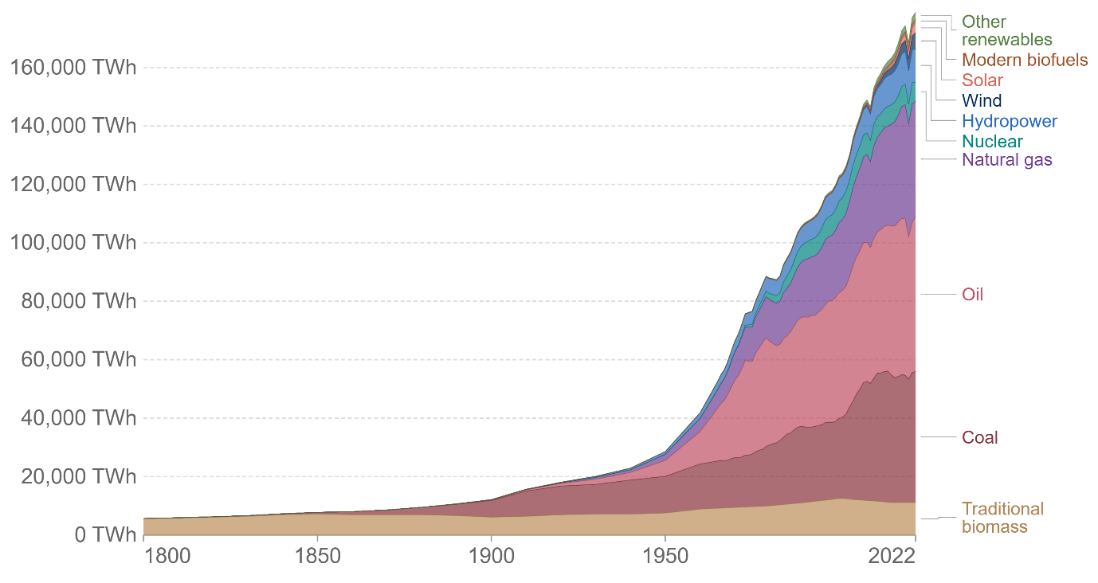 Other
renewables
160,000 TWh
Modern biofuels
Solar
Wind
140,000 TWh
Hydropower
Nuclear
Natural gas
120,000 TWh
100,000 TWh
80,000 TWh
Oil
60,000 TWh
40,000 TWh
Coal
20,000 TWh
Traditional
biomass
0 TWh
1800 1850 1900 1950 2022